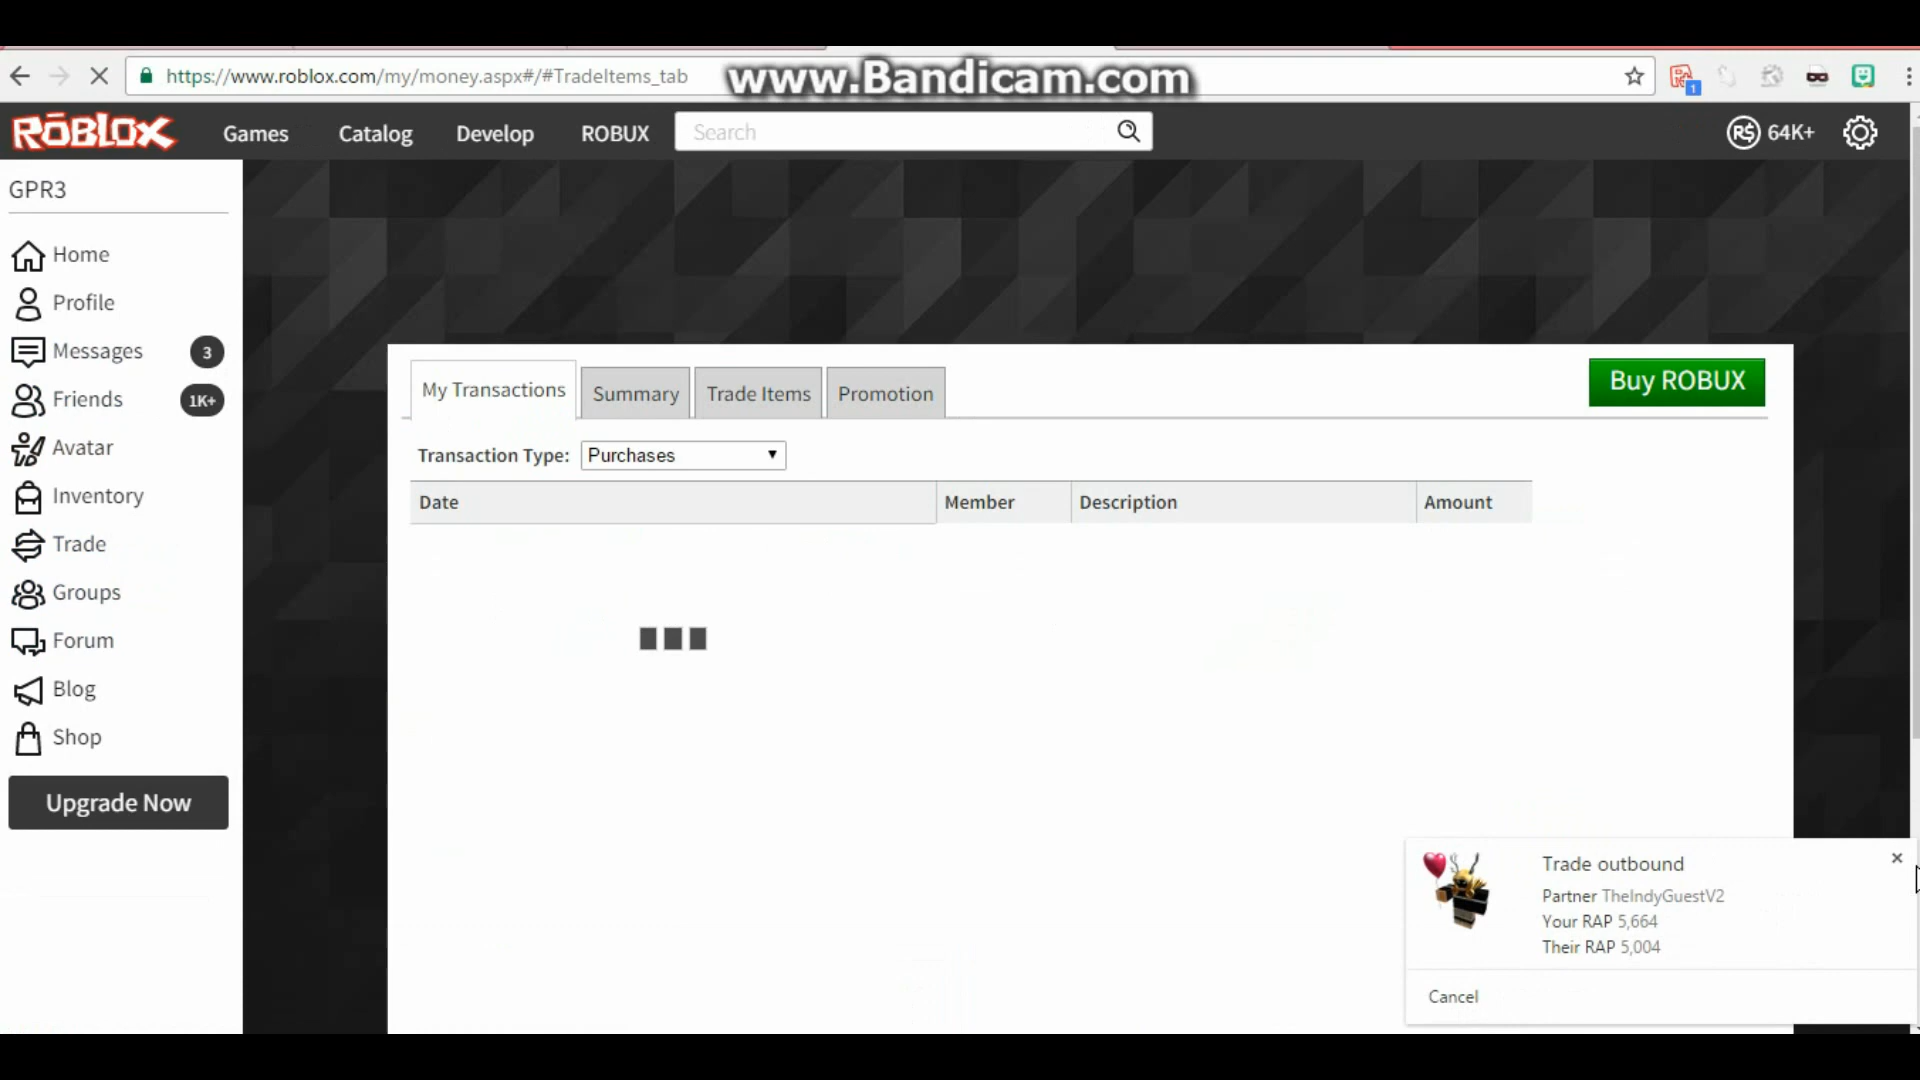 https://www.roblox.com/my/money.aspx#/#TradeItems_tab
www.Bandicam.com
1
ROBLOX
Games
Catalog
Develop
ROBUX
Search
R$ 64K+
GPR3
Home
Profile
Messages 3
Friends 1K+
Avatar
Inventory
Trade
Groups
Forum
Blog
Shop
Upgrade Now
My Transactions
Summary
Trade Items
Promotion
Buy ROBUX
Transaction Type: Purchases
Date Member Description Amount
Trade outbound
Partner TheIndyGuestV2
Your RAP 5,664
Their RAP 5,004
Cancel